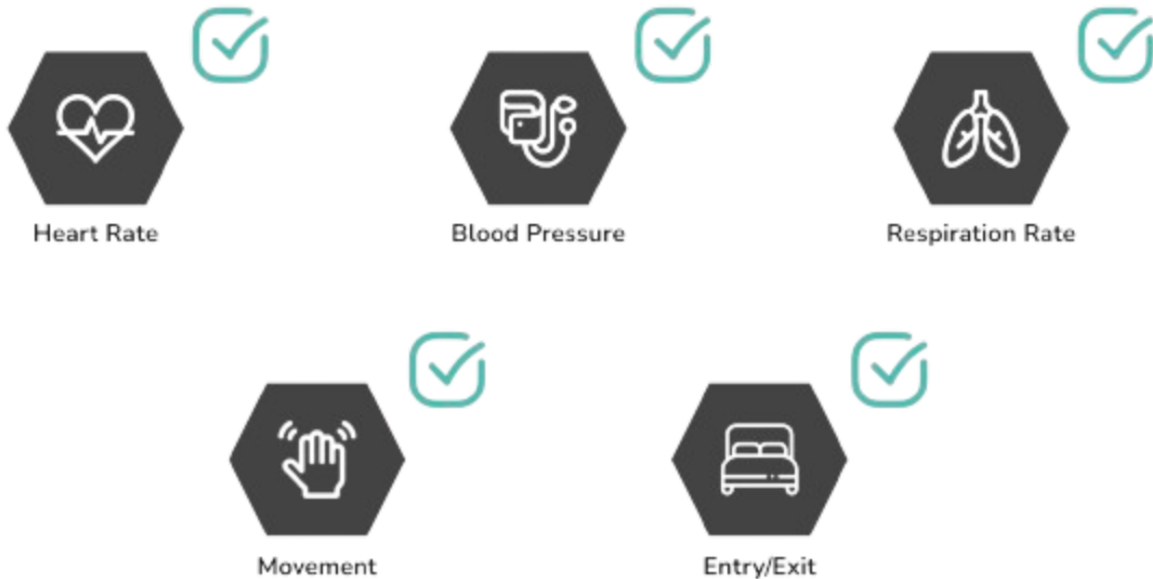 Heart Rate
Blood Pressure
Respiration Rate
Movement
Entry/Exit